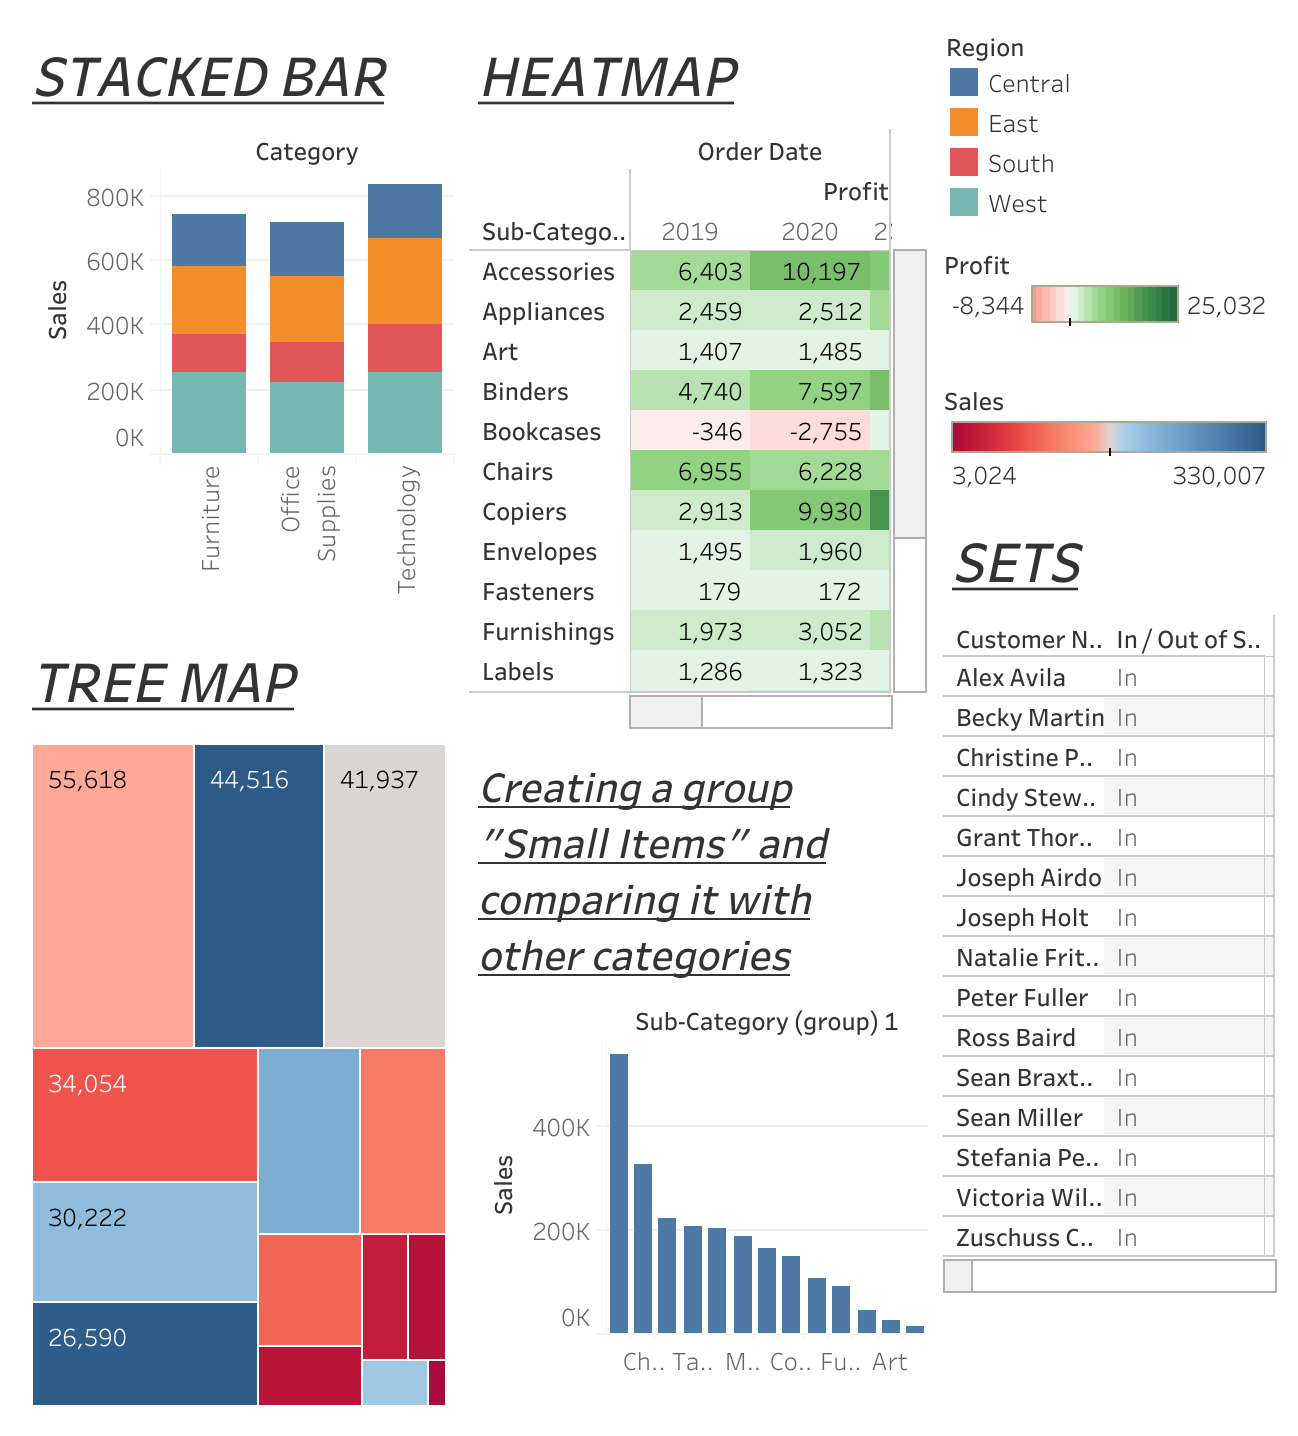 STACKED BAR
Category
800K
600K
400K
200K
0K
Sales
Furniture
Office
Supplies
Technology
HEATMAP
Order Date
Profit
Sub-Catego.. 2019 2020
Accessories 6,403 10,197
Appliances 2,459 2,512
Art 1,407 1,485
Binders 4,740 7,597
Bookcases -346 -2,755
Chairs 6,955 6,228
Copiers 2,913 9,930
Envelopes 1,495 1,960
Fasteners 179 172
Furnishings 1,973 3,052
Labels 1,286 1,323
Region
Central
East
South
West
Profit
-8,344 25,032
Sales
3,024 330,007
SETS
Customer N.. In / Out of S..
Alex Avila In
Becky Martin In
Christine P.. In
Cindy Stew.. In
Grant Thor.. In
Joseph Airdo In
Joseph Holt In
Natalie Frit.. In
Peter Fuller In
Ross Baird In
Sean Braxt.. In
Sean Miller In
Stefania Pe.. In
Victoria Wil.. In
Zuschuss C.. In
TREE MAP
55,618 44,516 41,937
34,054
30,222
26,590
Creating a group
"Small Items" and
comparing it with
other categories
Sub-Category (group) 1
400K
200K
0K
Sales
Ch.. Ta.. M.. Co.. Fu.. Art